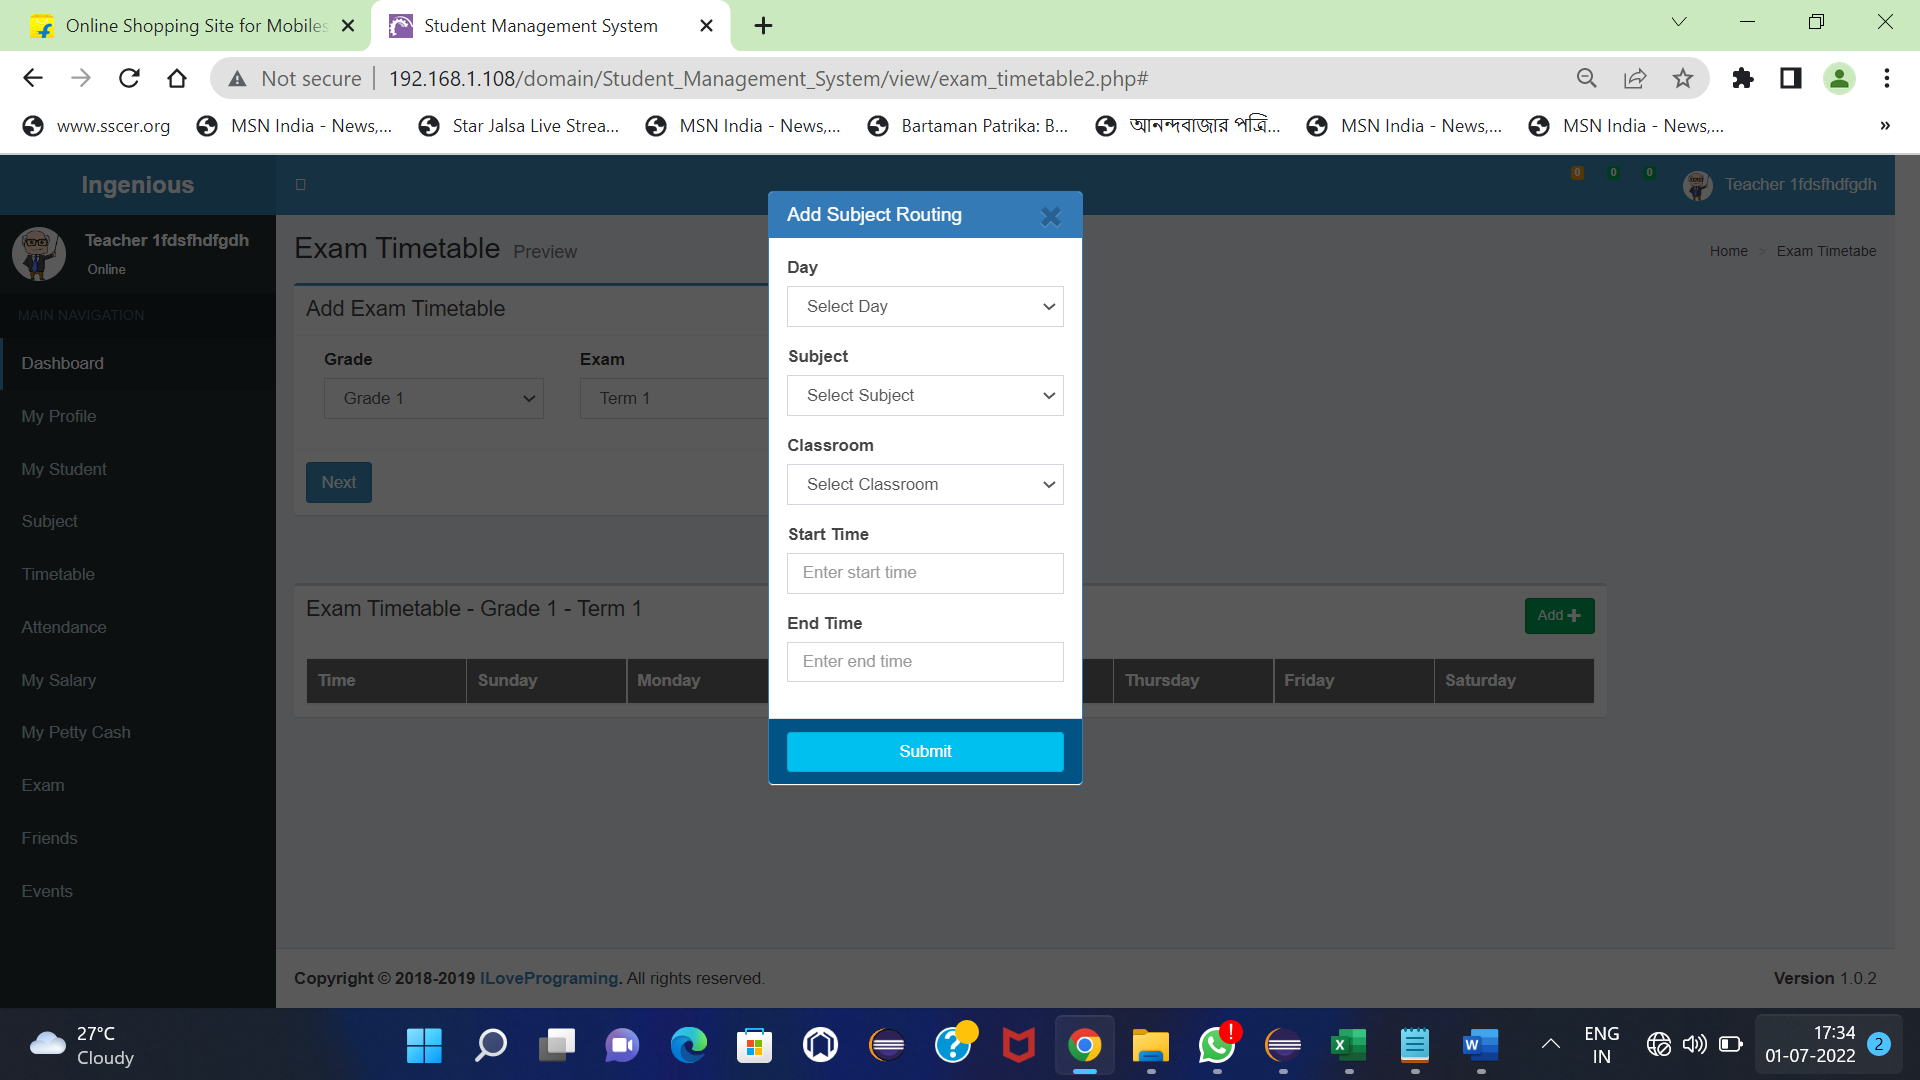 Online Shopping Site for Mobiles
Student Management System
Not secure
192.168.1.108/domain/Student_Management_System/view/exam_timetable2.php#
www.sscer.org
MSN India - News,...
Star Jalsa Live Strea...
MSN India - News,...
Bartaman Patrika: B...
আনন্দবাজার পত্রি...
MSN India - News,...
MSN India - News,...
»
Ingenious
0
0
0
Teacher 1fdsfhdfgdh
Teacher 1fdsfhdfgdh
Online
MAIN NAVIGATION
Dashboard
My Profile
My Student
Subject
Timetable
Attendance
My Salary
My Petty Cash
Exam
Friends
Events
Exam Timetable Preview
Home > Exam Timetabe
Add Exam Timetable
Grade
Exam
Grade 1
Term 1
Next
Exam Timetable - Grade 1 - Term 1
Add
Time
Sunday
Monday
Thursday
Friday
Saturday
Add Subject Routing
Day
Select Day
Subject
Select Subject
Classroom
Select Classroom
Start Time
Enter start time
End Time
Enter end time
Submit
Copyright © 2018-2019 ILovePrograming. All rights reserved.
Version 1.0.2
27°C
Cloudy
ENG
IN
17:34
01-07-2022
2